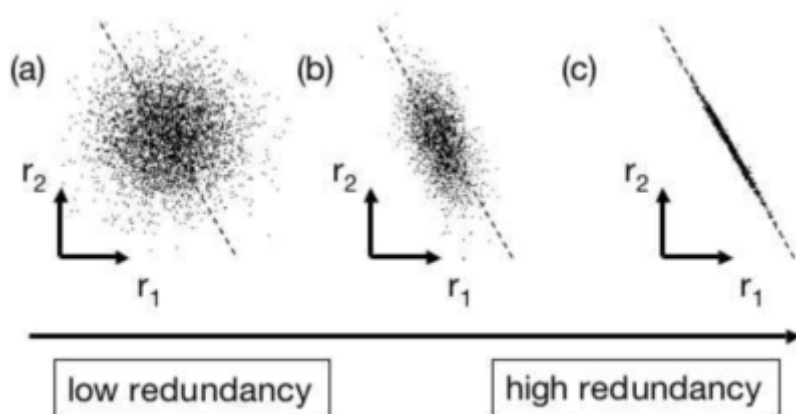 (a)
(b)
(c)
r2
r2
r2
r1
r1
r1
low redundancy
high redundancy